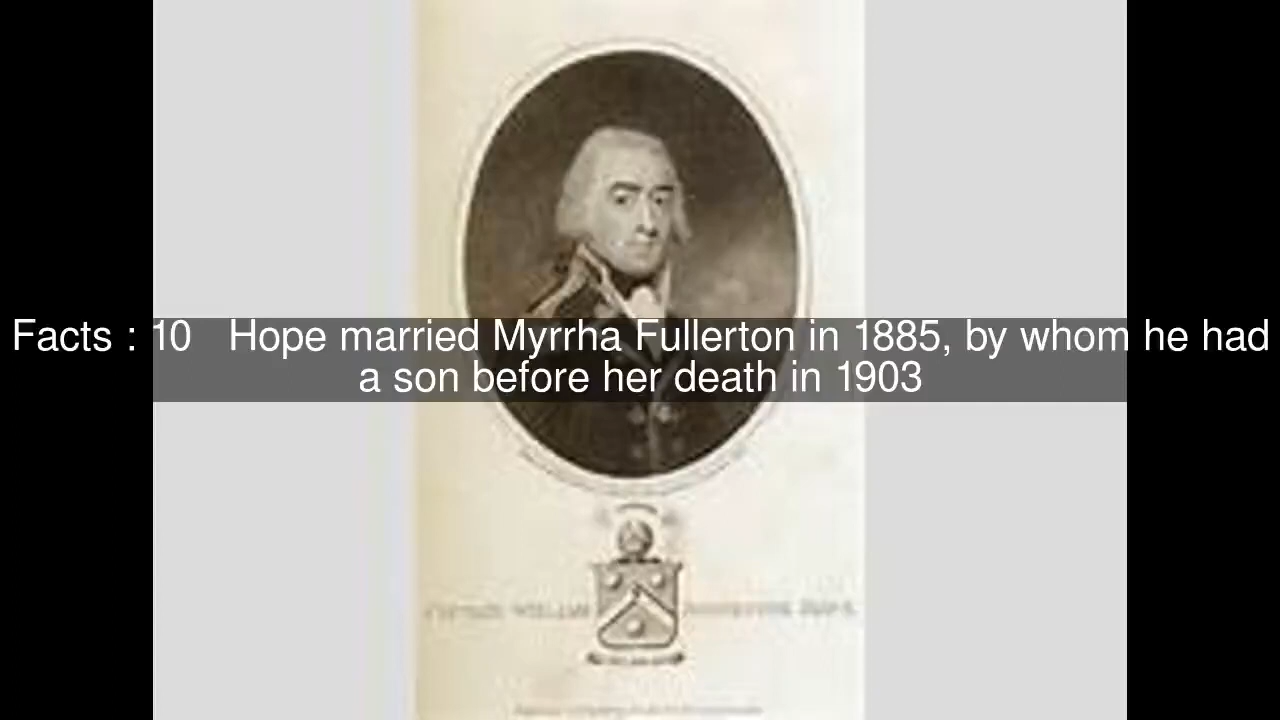 Facts : 10 Hope married Myrrha Fullerton in 1885, by whom he had
a son before her death in 1903